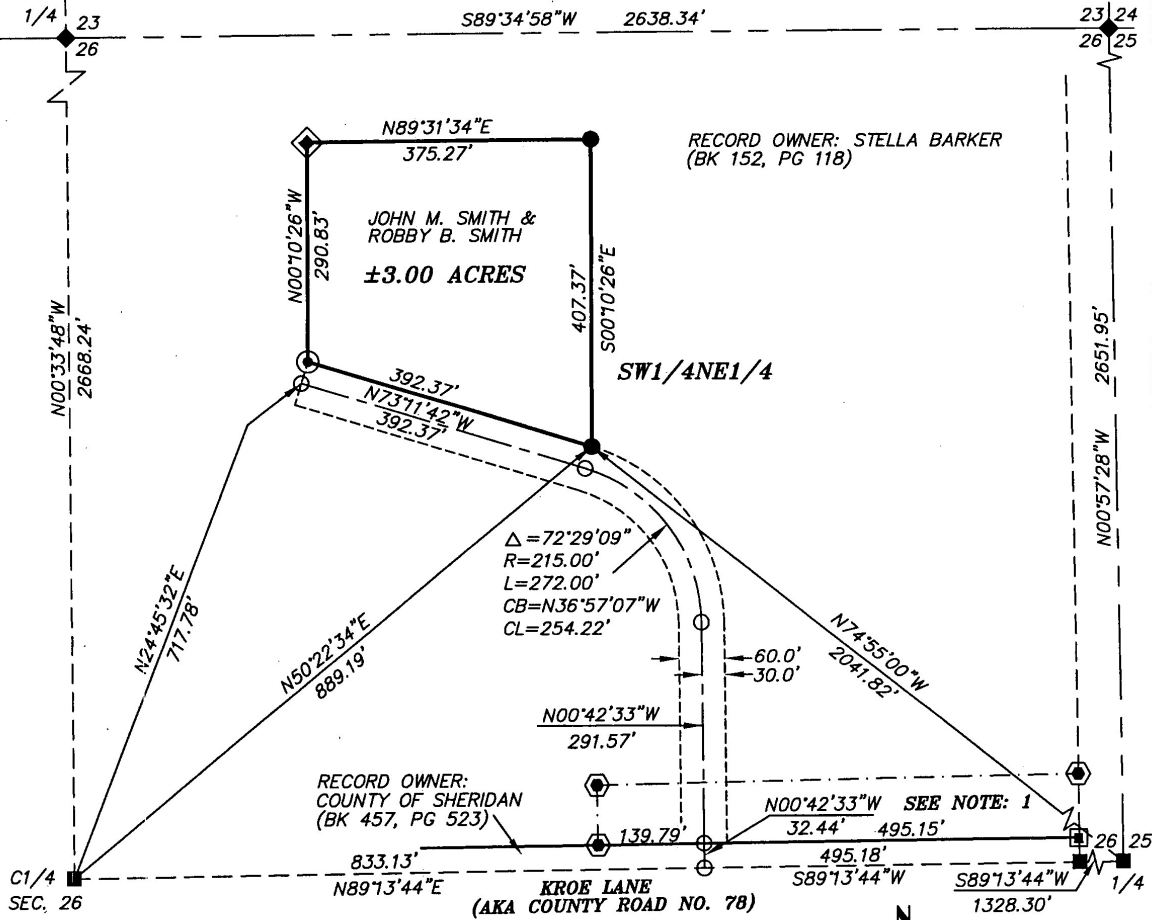 1/4
23
26
S89°34'58"W 2638.34'
23 24
26 25
N89°31'34"E
375.27'
RECORD OWNER: STELLA BARKER
(BK 152, PG 118)
N00°10'26"W
290.83'
JOHN M. SMITH &
ROBBY B. SMITH
±3.00 ACRES
407.37'
S00°10'26"E
N00°33'48"W
2668.24'
SW1/4NE1/4
N00°57'28"W 2651.95'
392.37'
N73°11'42"W
392.37'
△=72°29'09"
R=215.00'
L=272.00'
CB=N36°57'07"W
CL=254.22'
N24°45'32"E
717.78'
N50°22'34"E
889.19'
N74°55'00"W
2041.82'
60.0'
30.0'
N00°42'33"W
291.57'
RECORD OWNER:
COUNTY OF SHERIDAN
(BK 457, PG 523)
N00°42'33"W SEE NOTE: 1
32.44' 495.15'
139.79'
26 25
833.13'
495.18'
C1/4
SEC. 26
N89°13'44"E
KROE LANE
(AKA COUNTY ROAD NO. 78)
S89°13'44"W
S89°13'44"W
1328.30'
1/4
N